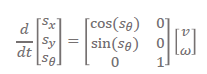 d/dt [s_x s_y s_θ] = [cos(s_θ) 0 sin(s_θ) 0 0 1] [v ω]